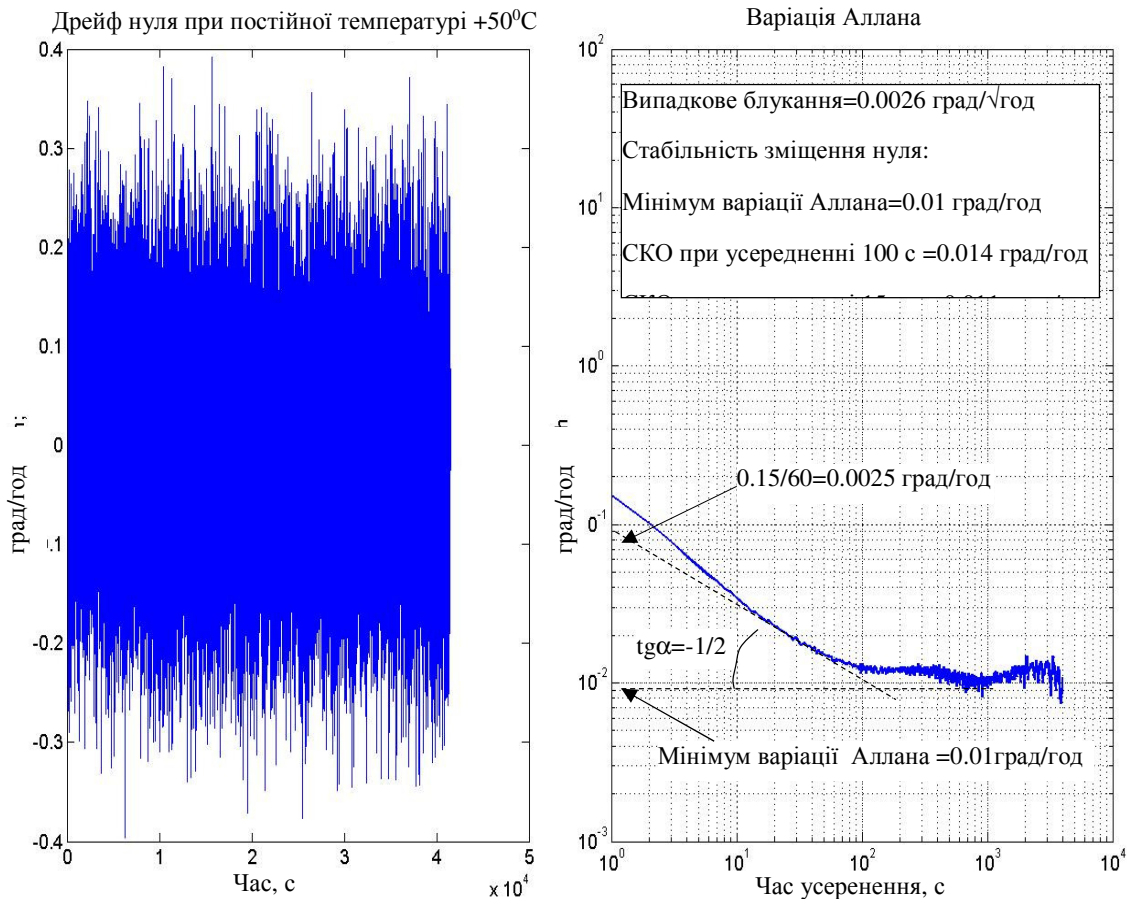 Дрейф нуля при постійної температурі +50⁰С
0.4
0.3
0.2
0.1
0
.1
-0.2
-0.3
-0.4
град/год
0
1
2
3
4
5
x 10⁴
Час, с
Варіація Аллана
10²
10¹
10⁰
10⁻¹
10⁻²
10⁻³
град/год
Випадкове блукання=0.0026 град/√год
Стабільність зміщення нуля:
Мінімум варіації Аллана=0.01 град/год
СКО при усередненні 100 с =0.014 град/год
0.15/60=0.0025 град/год
tgα=-1/2
Мінімум варіації Аллана =0.01град/год
10⁰
10¹
10²
10³
10⁴
Час усеренення, с